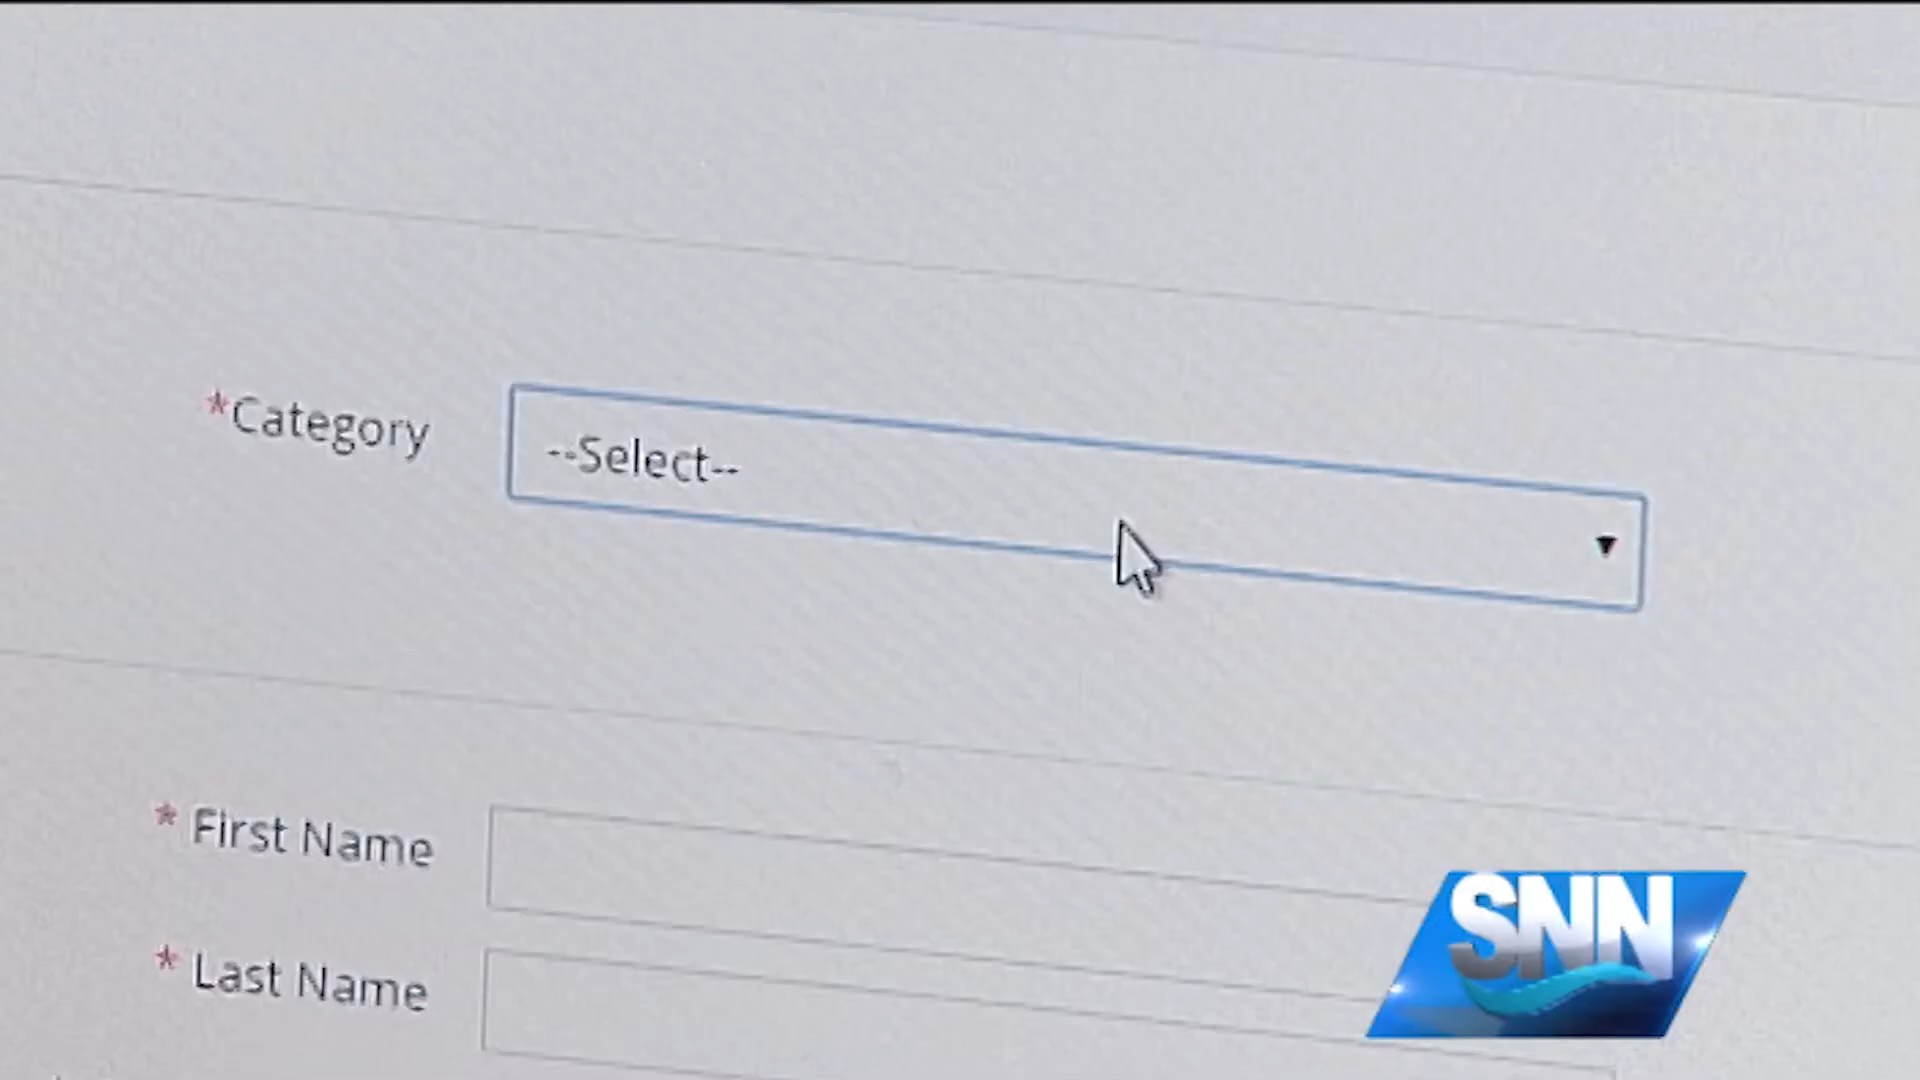 *Category
--Select--
* First Name
* Last Name
SNN